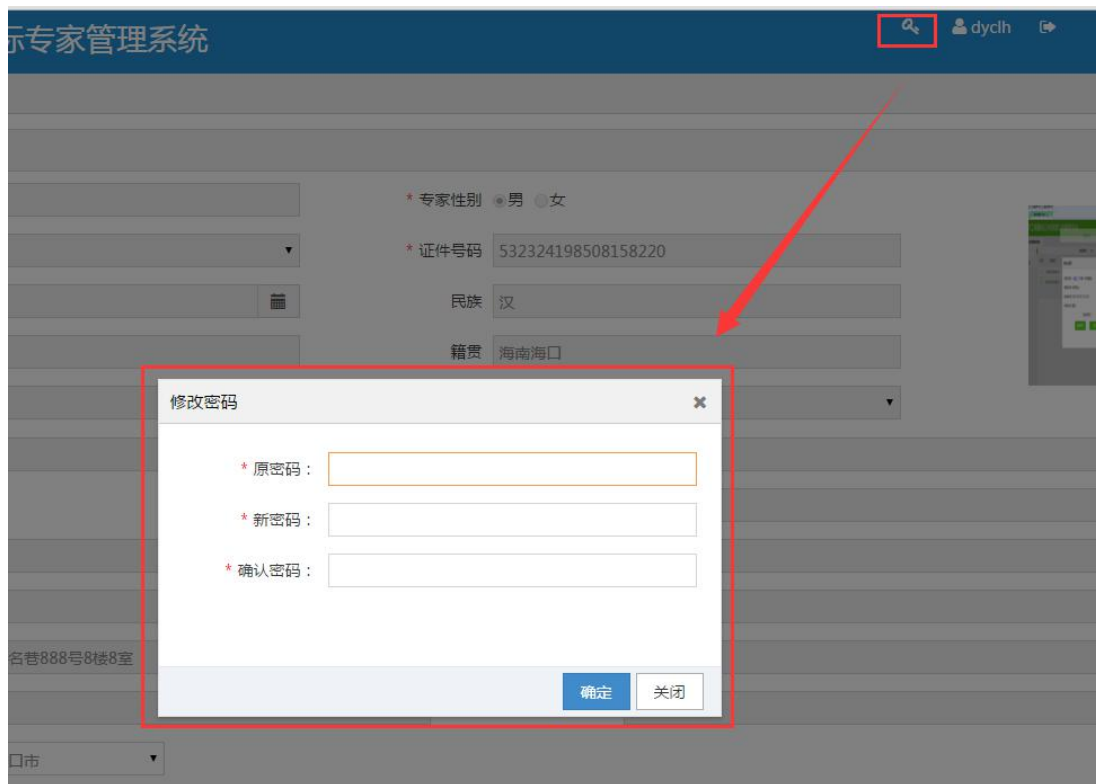 示专家管理系统
dyclh
* 专家性别 男 女
* 证件号码 532324198508158220
民族 汉
籍贯 海南海口
修改密码
* 原密码：
* 新密码：
* 确认密码：
名巷888号8楼8室
确定 关闭
口市